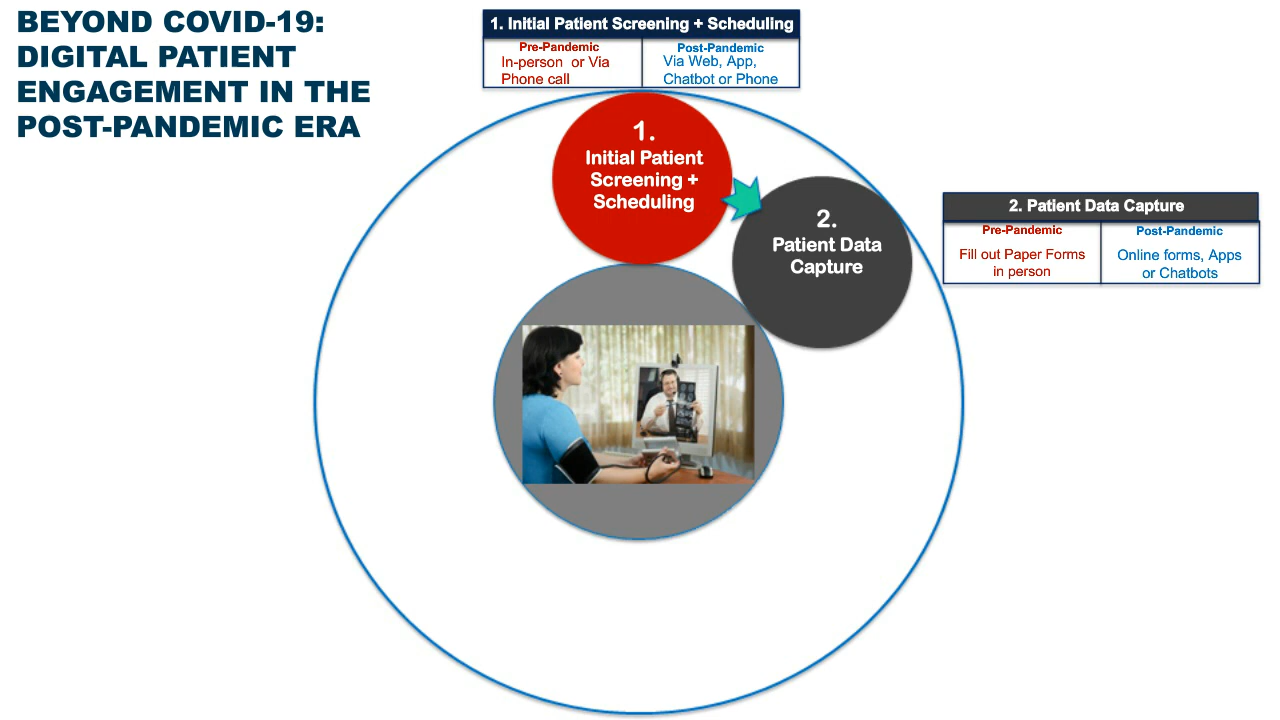 BEYOND COVID-19:
DIGITAL PATIENT
ENGAGEMENT IN THE
POST-PANDEMIC ERA
1. Initial Patient Screening + Scheduling
Pre-Pandemic
In-person or Via
Phone call
Post-Pandemic
Via Web, App,
Chatbot or Phone
1.
Initial Patient
Screening +
Scheduling
2.
Patient Data
Capture
2. Patient Data Capture
Pre-Pandemic
Fill out Paper Forms
in person
Post-Pandemic
Online forms, Apps
or Chatbots